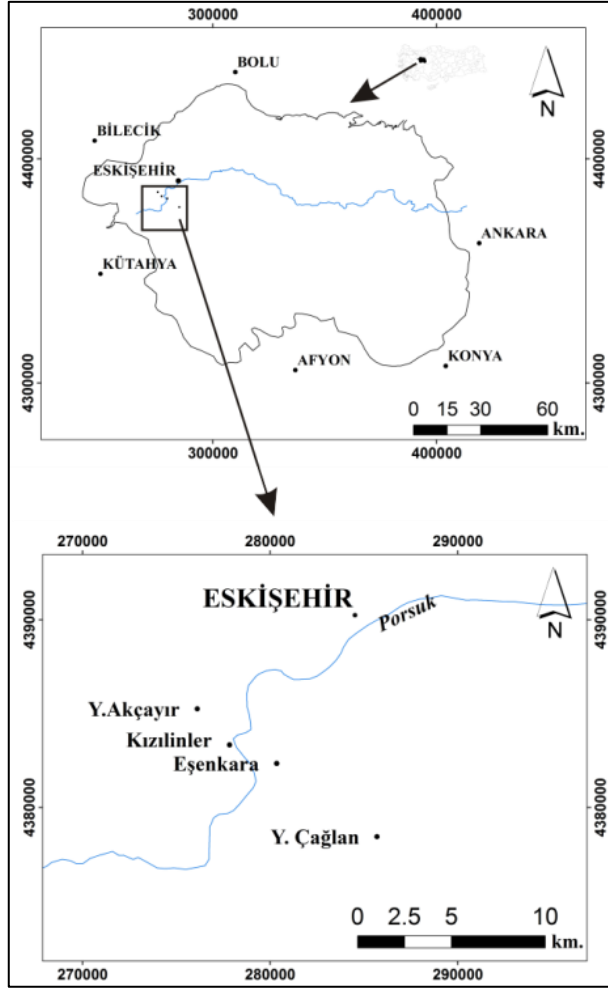 300000
400000
BOLU
N
BİLECİK
4400000
4400000
ESKİŞEHİR
ANKARA
KÜTAHYA
AFYON
KONYA
4300000
4300000
0 15 30 60
km.
300000
400000
270000
280000
290000
ESKİŞEHİR
Porsuk
N
4390000
4390000
Y.Akçayır
Kızılinler
Eşenkara
4380000
4380000
Y. Çağlan
0 2.5 5 10
km.
270000
280000
290000